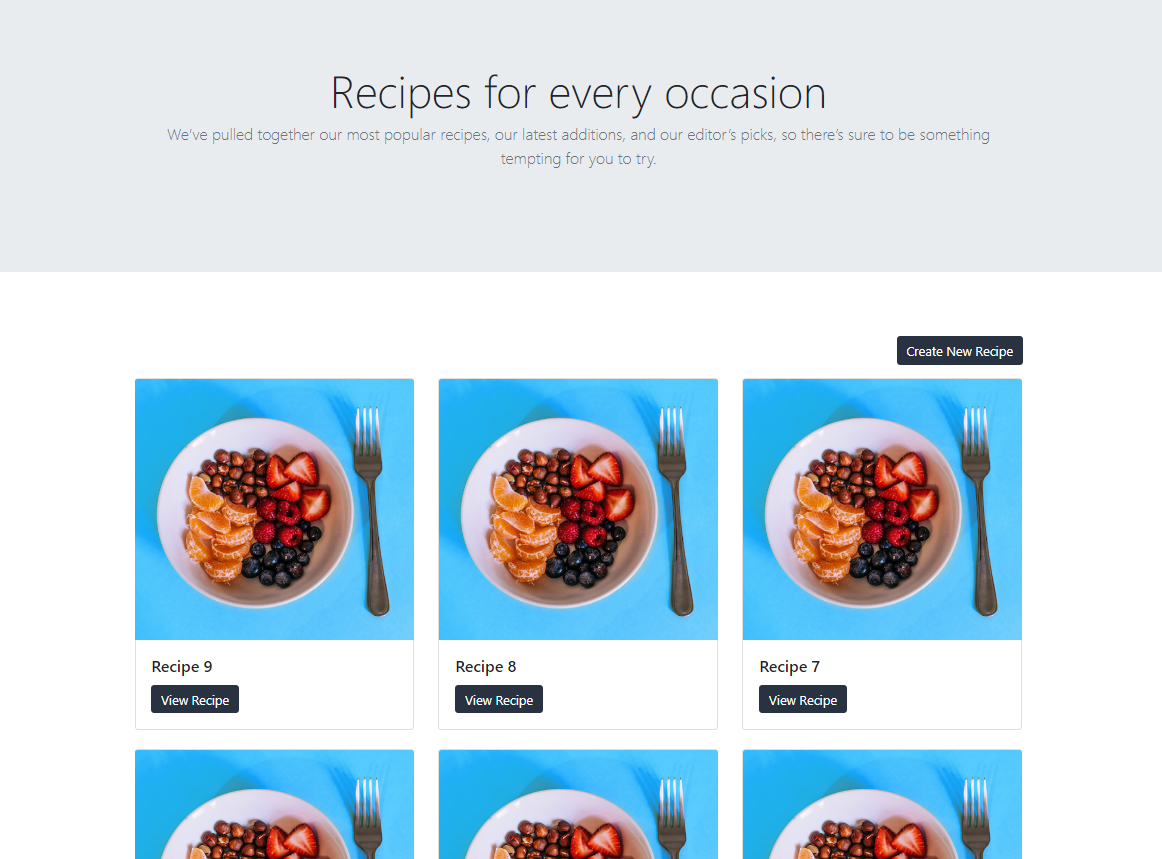 Recipes for every occasion
We’ve pulled together our most popular recipes, our latest additions, and our editor’s picks, so there’s sure to be something
tempting for you to try.
Create New Recipe
Recipe 9
View Recipe
Recipe 8
View Recipe
Recipe 7
View Recipe